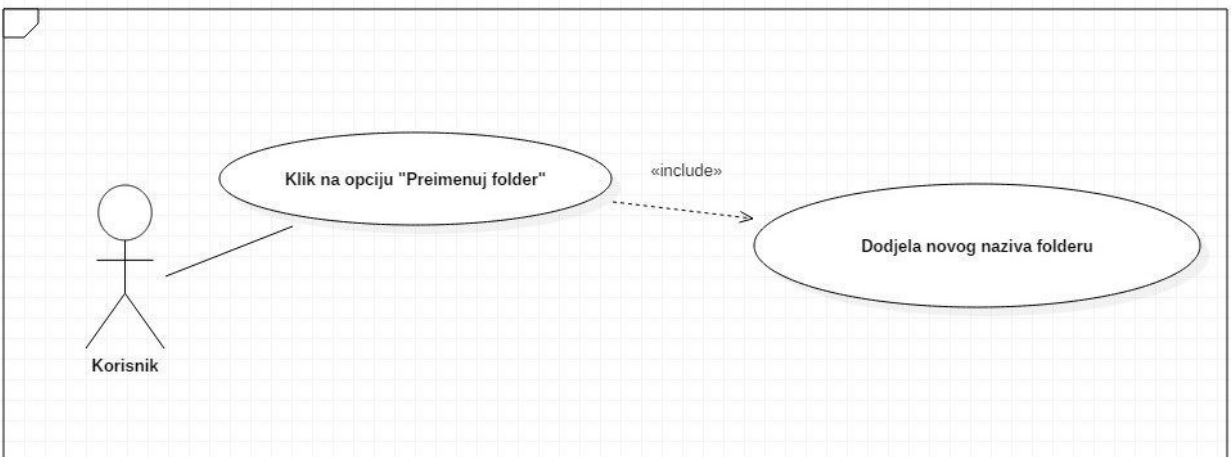 Klik na opciju "Preimenuj folder"
«include»
Dodjela novog naziva folderu
Korisnik